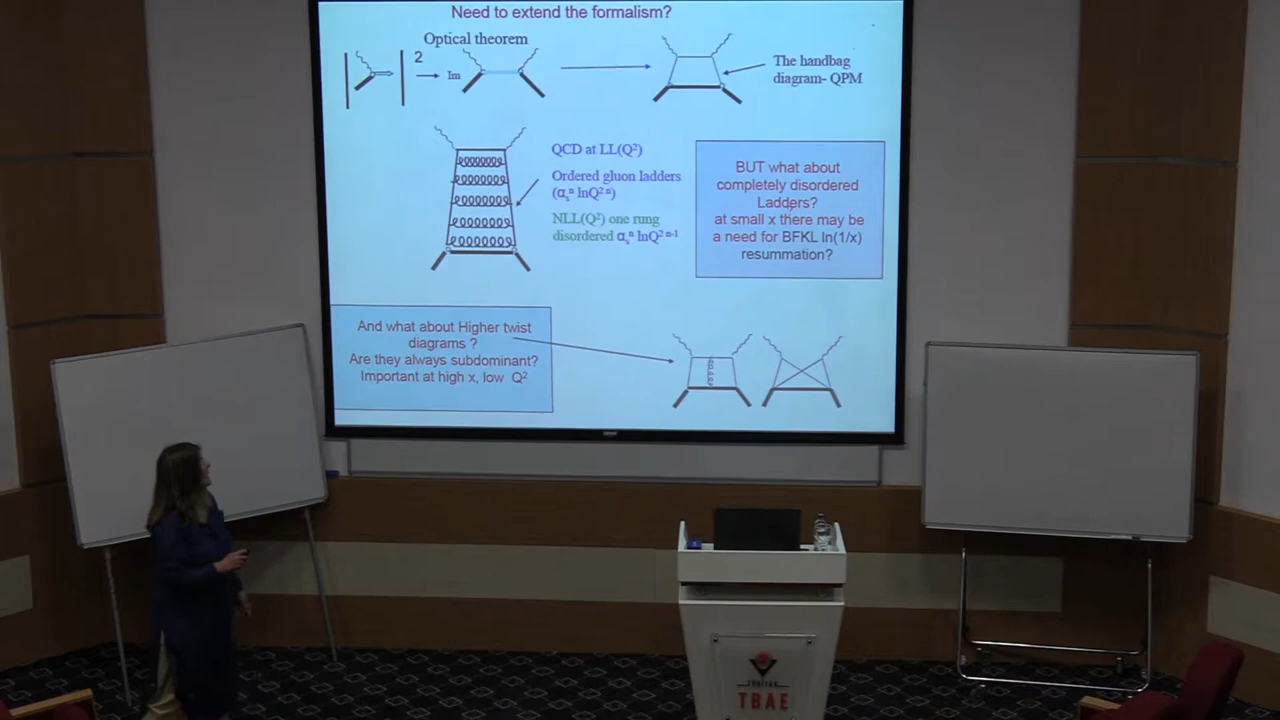 Need to extend the formalism?
Optical theorem
2
Im
The handbag
diagram- QPM
QCD at LL(Q²)
Ordered gluon ladders
(αₛⁿ lnQ² ⁿ)
NLL(Q²) one rung
disordered αₛⁿ lnQ² ⁿ⁻¹
BUT what about
completely disordered
Ladders?
at small x there may be
a need for BFKL ln(1/x)
resummation?
And what about Higher twist
diagrams ?
Are they always subdominant?
Important at high x, low Q²
TBAE